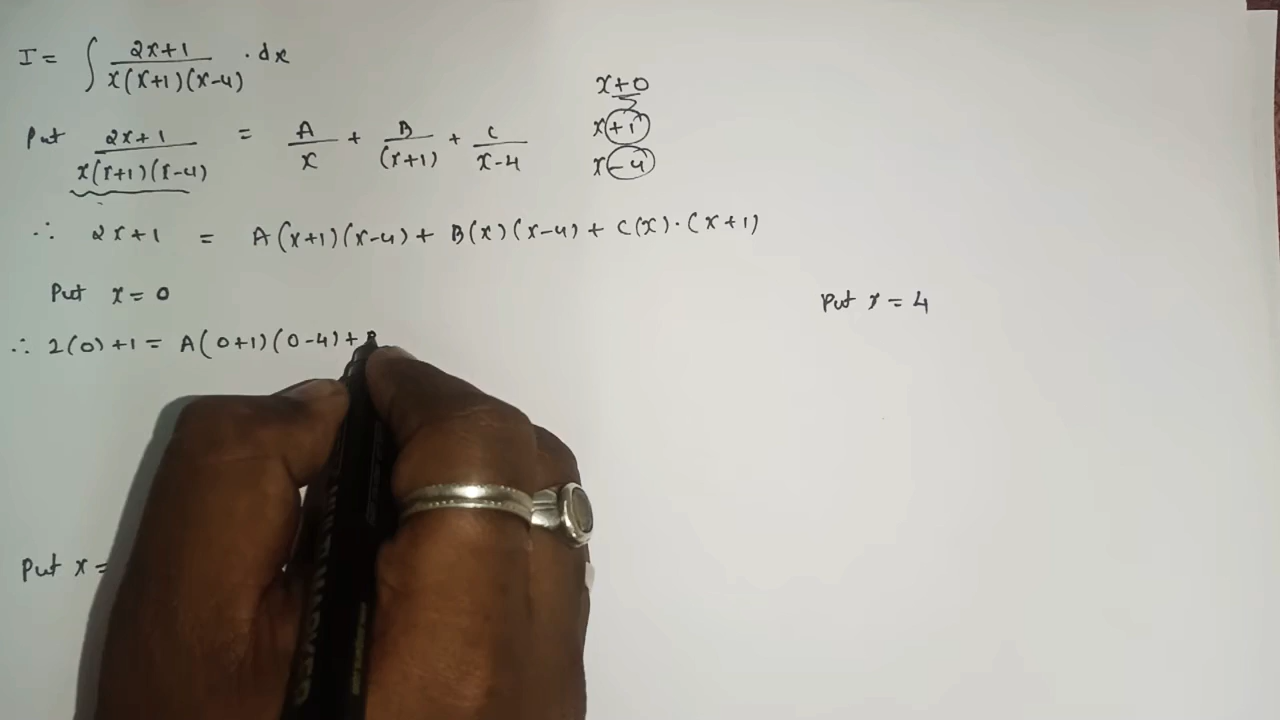 I = ∫ 2x+1 / x(x+1)(x-4) · dx
x+0
x+1
x-4
Put 2x+1 / x(x+1)(x-4) = A / x + B / (x+1) + C / x-4
∴ 2x+1 = A(x+1)(x-4) + B(x)(x-4) + C(x)·(x+1)
Put x = 0
Put x = 4
∴ 2(0)+1 = A(0+1)(0-4)+
Put x =